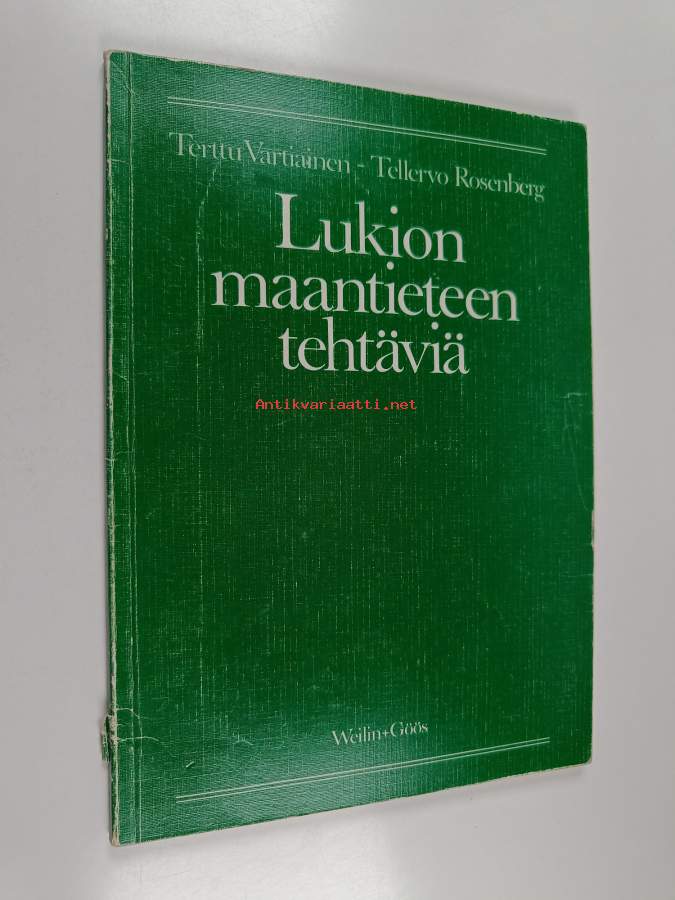 Terttu Vartiainen - Tellervo Rosenberg
Lukion
maantieteen
tehtäviä
Antikvariaatti.net
Weilin+Göös